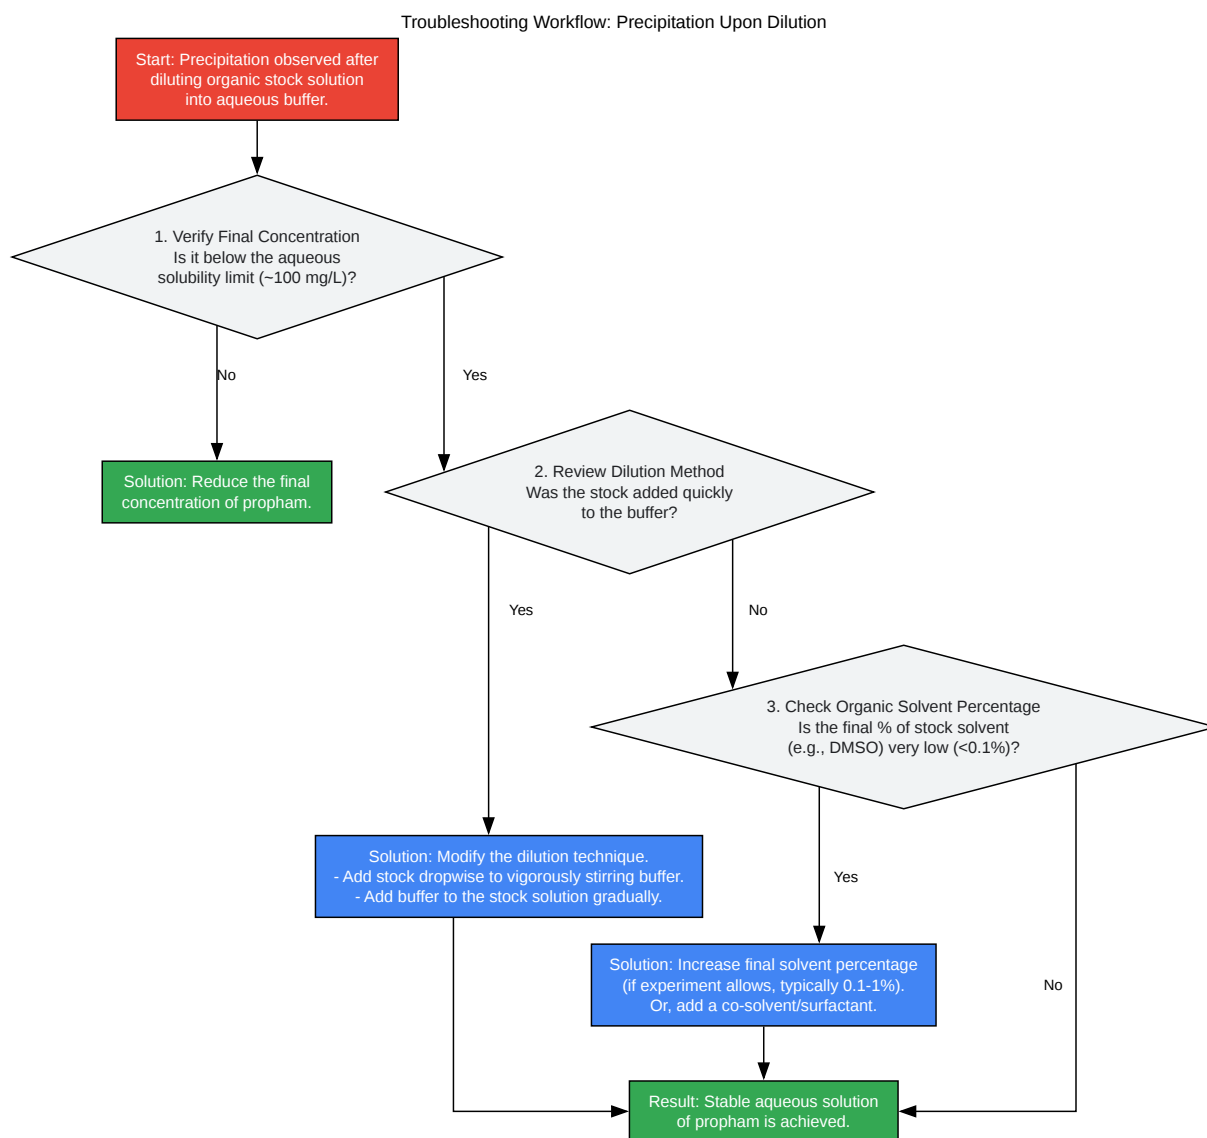 Troubleshooting Workflow: Precipitation Upon Dilution
Start: Precipitation observed after
diluting organic stock solution
into aqueous buffer.
1. Verify Final Concentration
Is it below the aqueous
solubility limit (~100 mg/L)?
No
Yes
Solution: Reduce the final
concentration of propham.
2. Review Dilution Method
Was the stock added quickly
to the buffer?
Yes
No
3. Check Organic Solvent Percentage
Is the final % of stock solvent
(e.g., DMSO) very low (<0.1%)?
Solution: Modify the dilution technique.
- Add stock dropwise to vigorously stirring buffer.
- Add buffer to the stock solution gradually.
Yes
Solution: Increase final solvent percentage
(if experiment allows, typically 0.1-1%).
Or, add a co-solvent/surfactant.
No
Result: Stable aqueous solution
of propham is achieved.